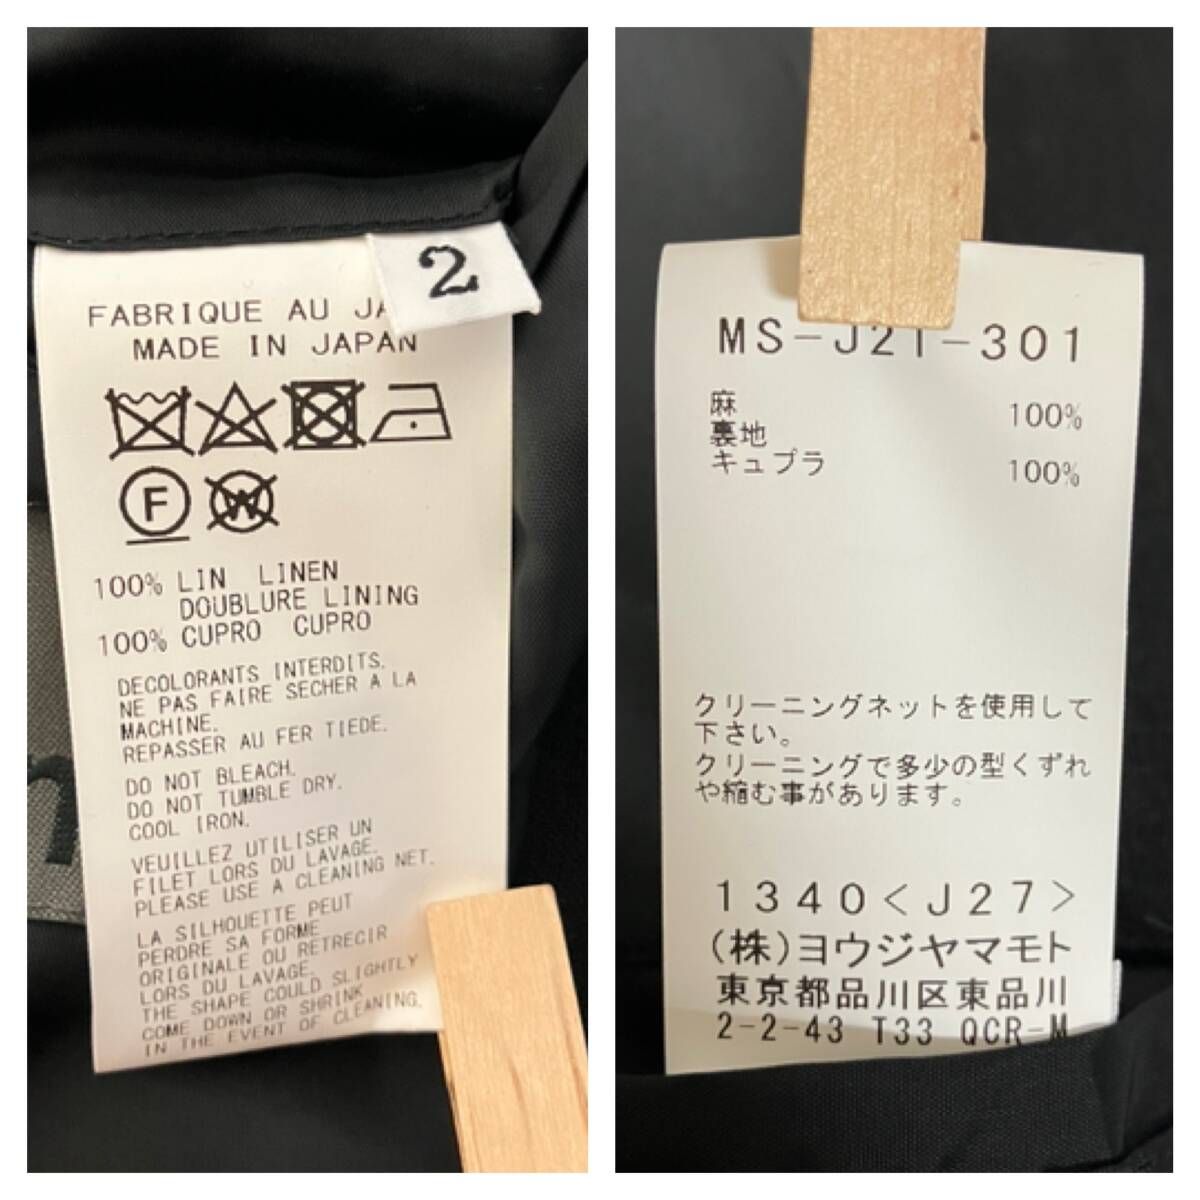 2
FABRIQUE AU
MADE IN JAPAN
F
W
100% LIN LINEN
DOUBLURE LINING
100% CUPRO CUPRO
DECOLORANTS INTERDITS.
NE PAS FAIRE SECHER A LA
MACHINE.
REPASSER AU FER TIEDE.
DO NOT BLEACH.
DO NOT TUMBLE DRY.
COOL IRON.
VEUILLEZ UTILISER UN
FILET LORS DU LAVAGE.
PLEASE USE A CLEANING NET.
LA SILHOUETTE PEUT
PERDRE SA FORME
ORIGINALE OU RETRECIR
LORS DU LAVAGE.
THE SHAPE COULD SLIGHTLY
COME DOWN OR SHRINK
IN THE EVENT OF CLEANING.
MS-J21-301
麻 100%
裏地
キュプラ 100%
クリーニングネットを使用して
下さい。
クリーニングで多少の型くずれ
や縮む事があります。
1340<J27>
(株)ヨウジヤマモト
東京都品川区東品川
2-2-43 T33 QCR-M